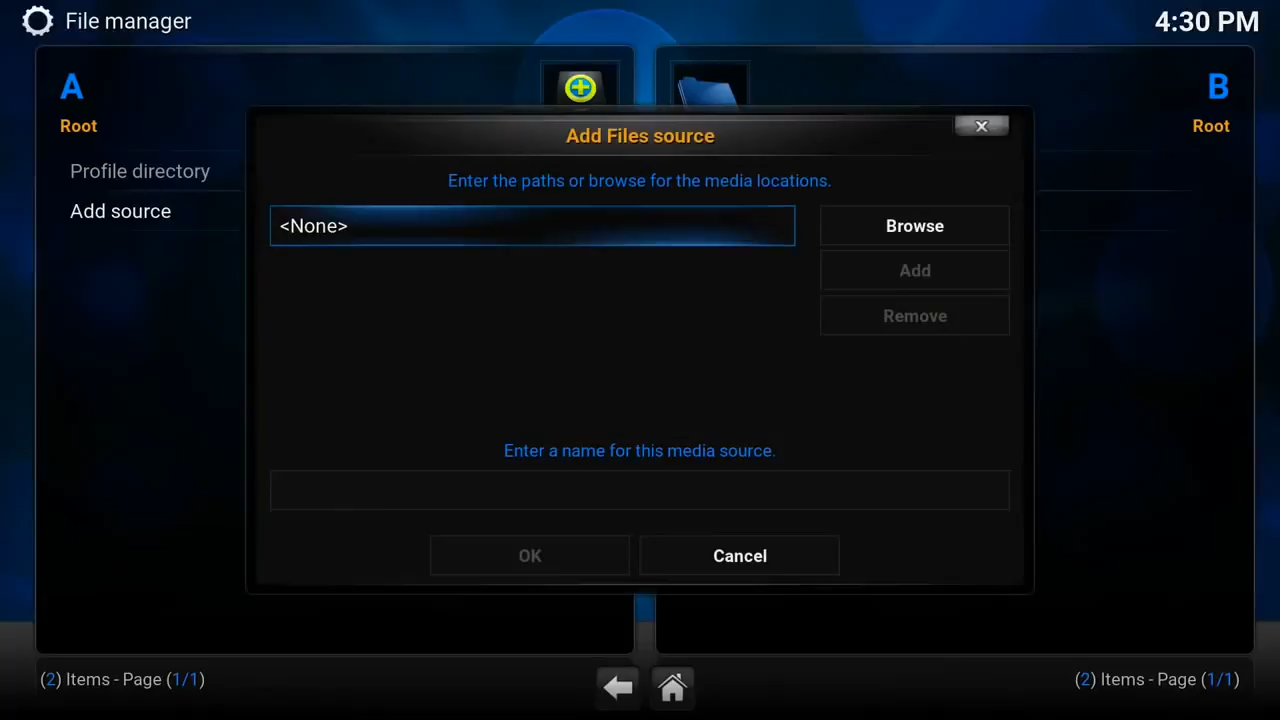 File manager
4:30 PM
A
B
Root
Root
Profile directory
Add source
Add Files source
Enter the paths or browse for the media locations.
<None>
Browse
Add
Remove
Enter a name for this media source.
OK
Cancel
(2) Items - Page (1/1)
(2) Items - Page (1/1)